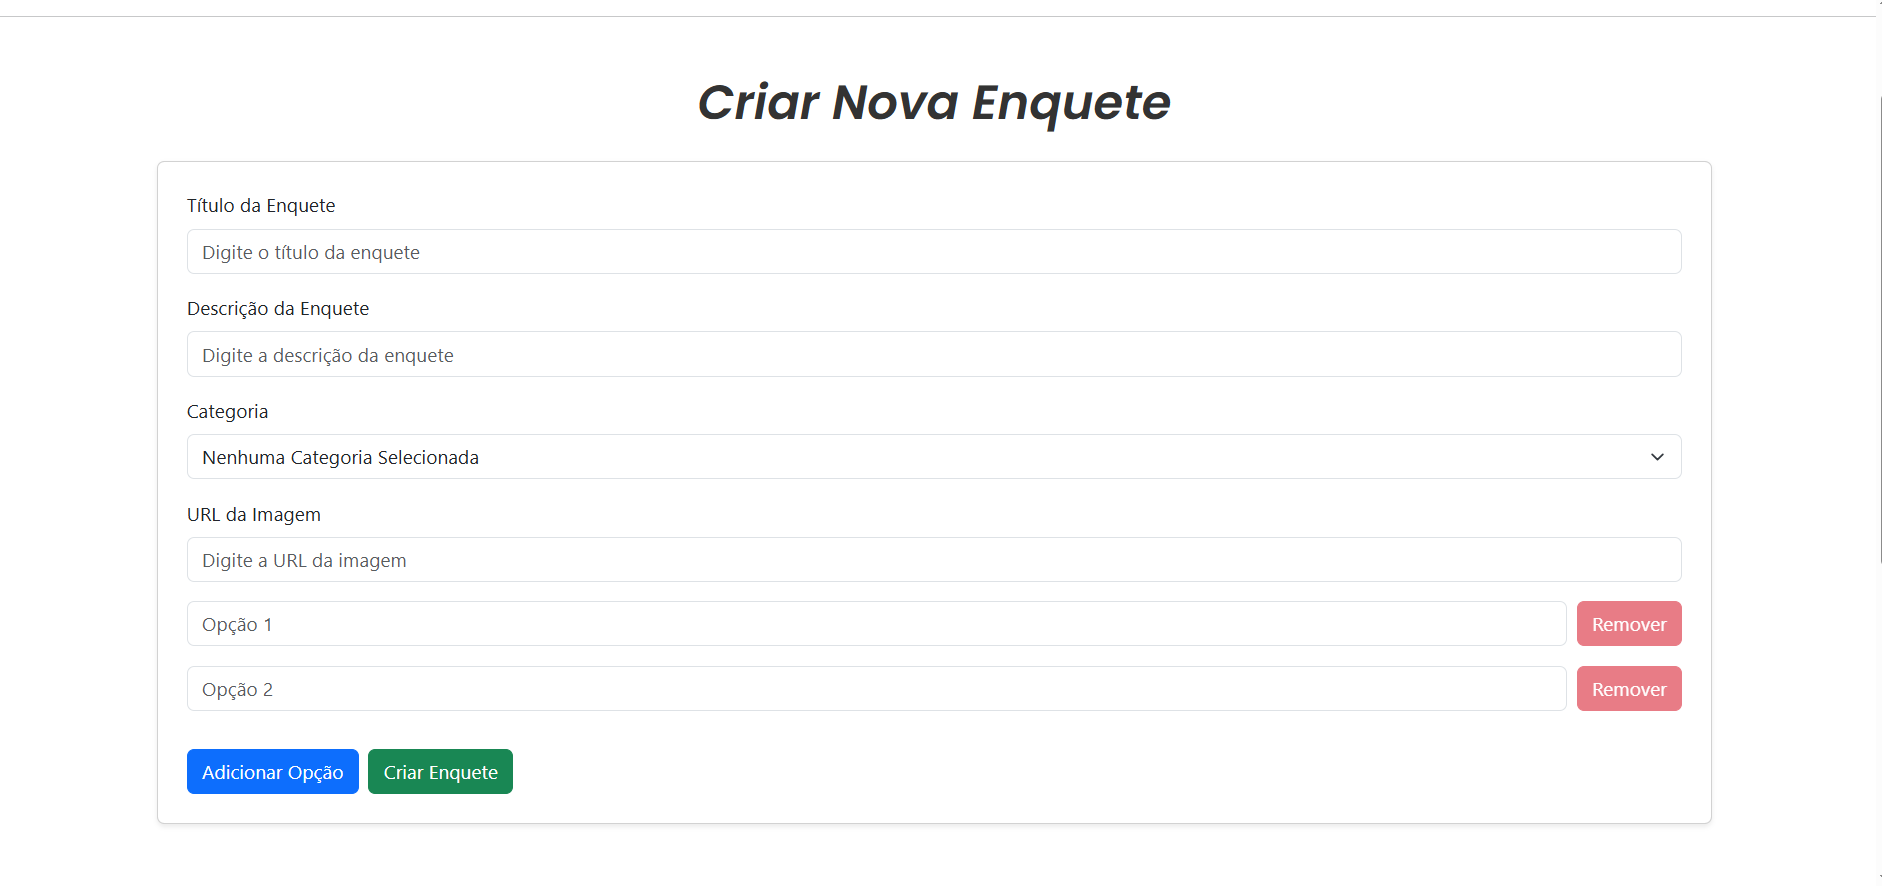 Criar Nova Enquete
Título da Enquete
Digite o título da enquete
Descrição da Enquete
Digite a descrição da enquete
Categoria
Nenhuma Categoria Selecionada
URL da Imagem
Digite a URL da imagem
Opção 1 Remover
Opção 2 Remover
Adicionar Opção Criar Enquete